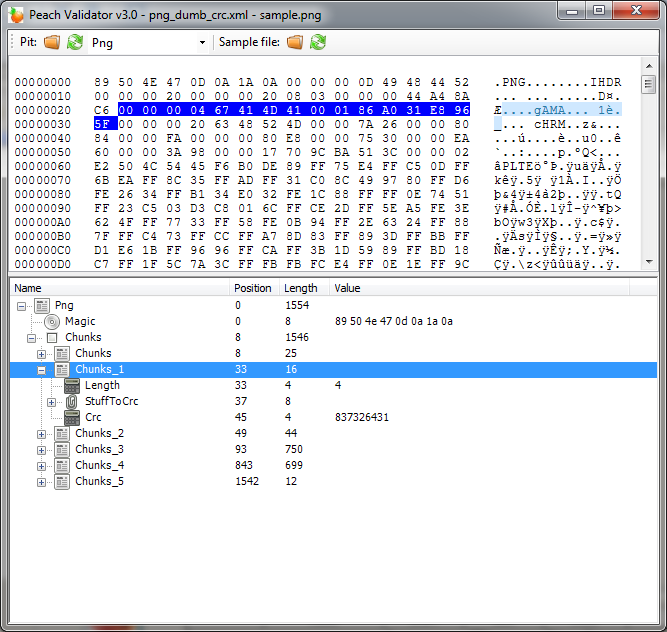 Peach Validator v3.0 - png_dumb_crc.xml - sample.png
Pit: Png Sample file:
00000000 89 50 4E 47 0D 0A 1A 0A 00 00 00 0D 49 48 44 52 .PNG........IHDR
00000010 00 00 00 20 00 00 00 20 08 03 00 00 00 44 A4 8A ... ... .....D¤.
00000020 C6 00 00 00 04 67 41 4D 41 00 01 86 A0 31 E8 96 Æ....gAMA... 1è.
00000030 5F 00 00 00 20 63 48 52 4D 00 00 7A 26 00 00 80 _... cHRM..z&...
00000040 84 00 00 FA 00 00 00 80 E8 00 00 75 30 00 00 EA ...ú....è..u0..ê
00000050 60 00 00 3A 98 00 00 17 70 9C BA 51 3C 00 00 02 `..:....p.ºQ<...
00000060 E2 50 4C 54 45 F6 B0 DE 89 FF 75 E4 FF C5 0D FF âPLTEö°Þ.ÿuäÿÅ.ÿ
00000070 6B EA FF 8C 35 FF AD FF 31 C0 8C 49 97 80 FF D6 kêÿ.5ÿ ÿ1À.I..ÿÖ
00000080 FE 26 34 FF B1 34 E0 32 FE 1C 88 FF FF 0E 74 51
00000090 FF 23 C5 03 D3 C8 01 6C FF CE 2D FF 5E A5 FE 3E
000000A0 62 4F FF 77 33 FF 58 FE 0B 94 FF 2E 63 24 FF 88
000000B0 7F FF C4 73 FF CC FF A7 8D 83 FF 89 3D FF BB FF
000000C0 D1 E6 1B FF 96 96 FF CA FF 3B 1D 59 89 FF BD 18
000000D0 C7 FF 1F 5C 7A 3C FF FB FB FC E4 FF 0E 1E FF 9C
Name Position Length Value
Png 0 1554
Magic 0 8 89 50 4e 47 0d 0a 1a 0a
Chunks 8 1546
Chunks 8 25
Chunks_1 33 16
Length 33 4 4
StuffToCrc 37 8
Crc 45 4 837326431
Chunks_2 49 44
Chunks_3 93 750
Chunks_4 843 699
Chunks_5 1542 12